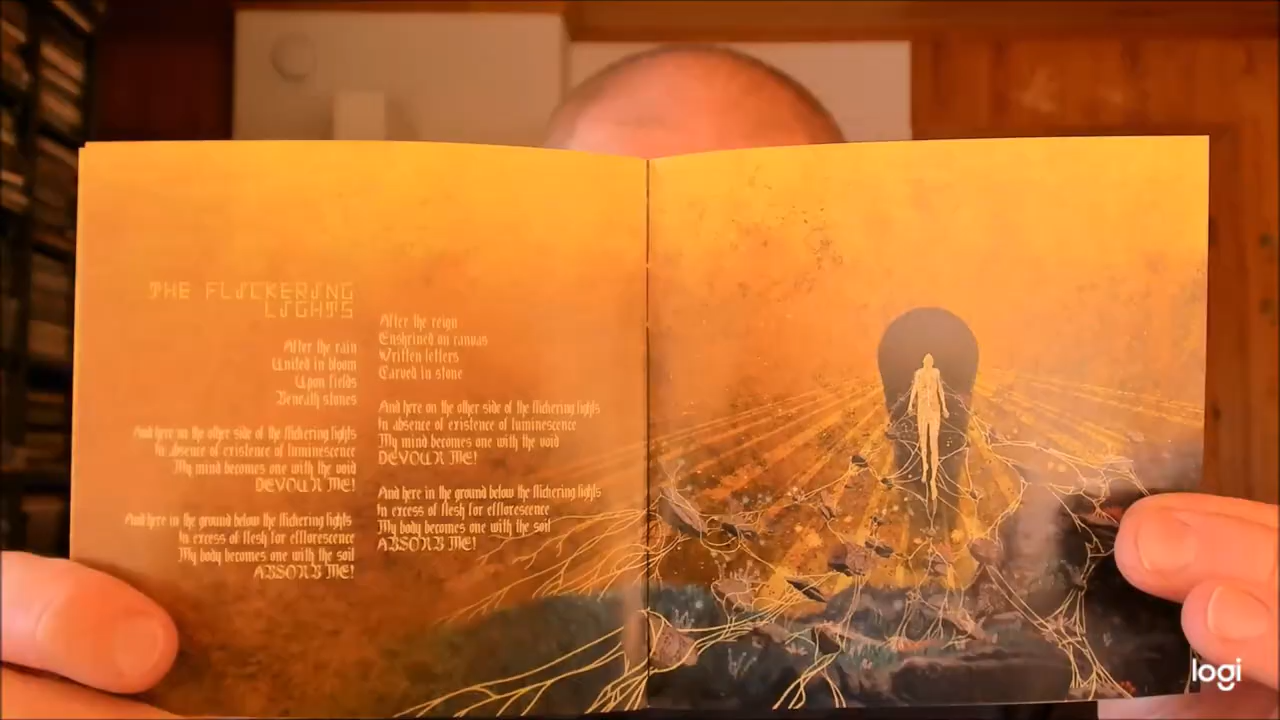 THE FLICKERING
LIGHTS
After the rain
United in bloom
Upon fields
Beneath stones
And here on the other side of the flickering lights
In absence of existence of luminescence
My mind becomes one with the void
DEVOUR ME!
And here in the ground below the flickering lights
In excess of flesh for efflorescence
My body becomes one with the soil
ABSORB ME!
After the reign
Enshrined on canvas
Written letters
Carved in stone
And here on the other side of the flickering lights
In absence of existence of luminescence
My mind becomes one with the void
DEVOUR ME!
And here in the ground below the flickering lights
In excess of flesh for efflorescence
My body becomes one with the soil
ABSORB ME!
logi